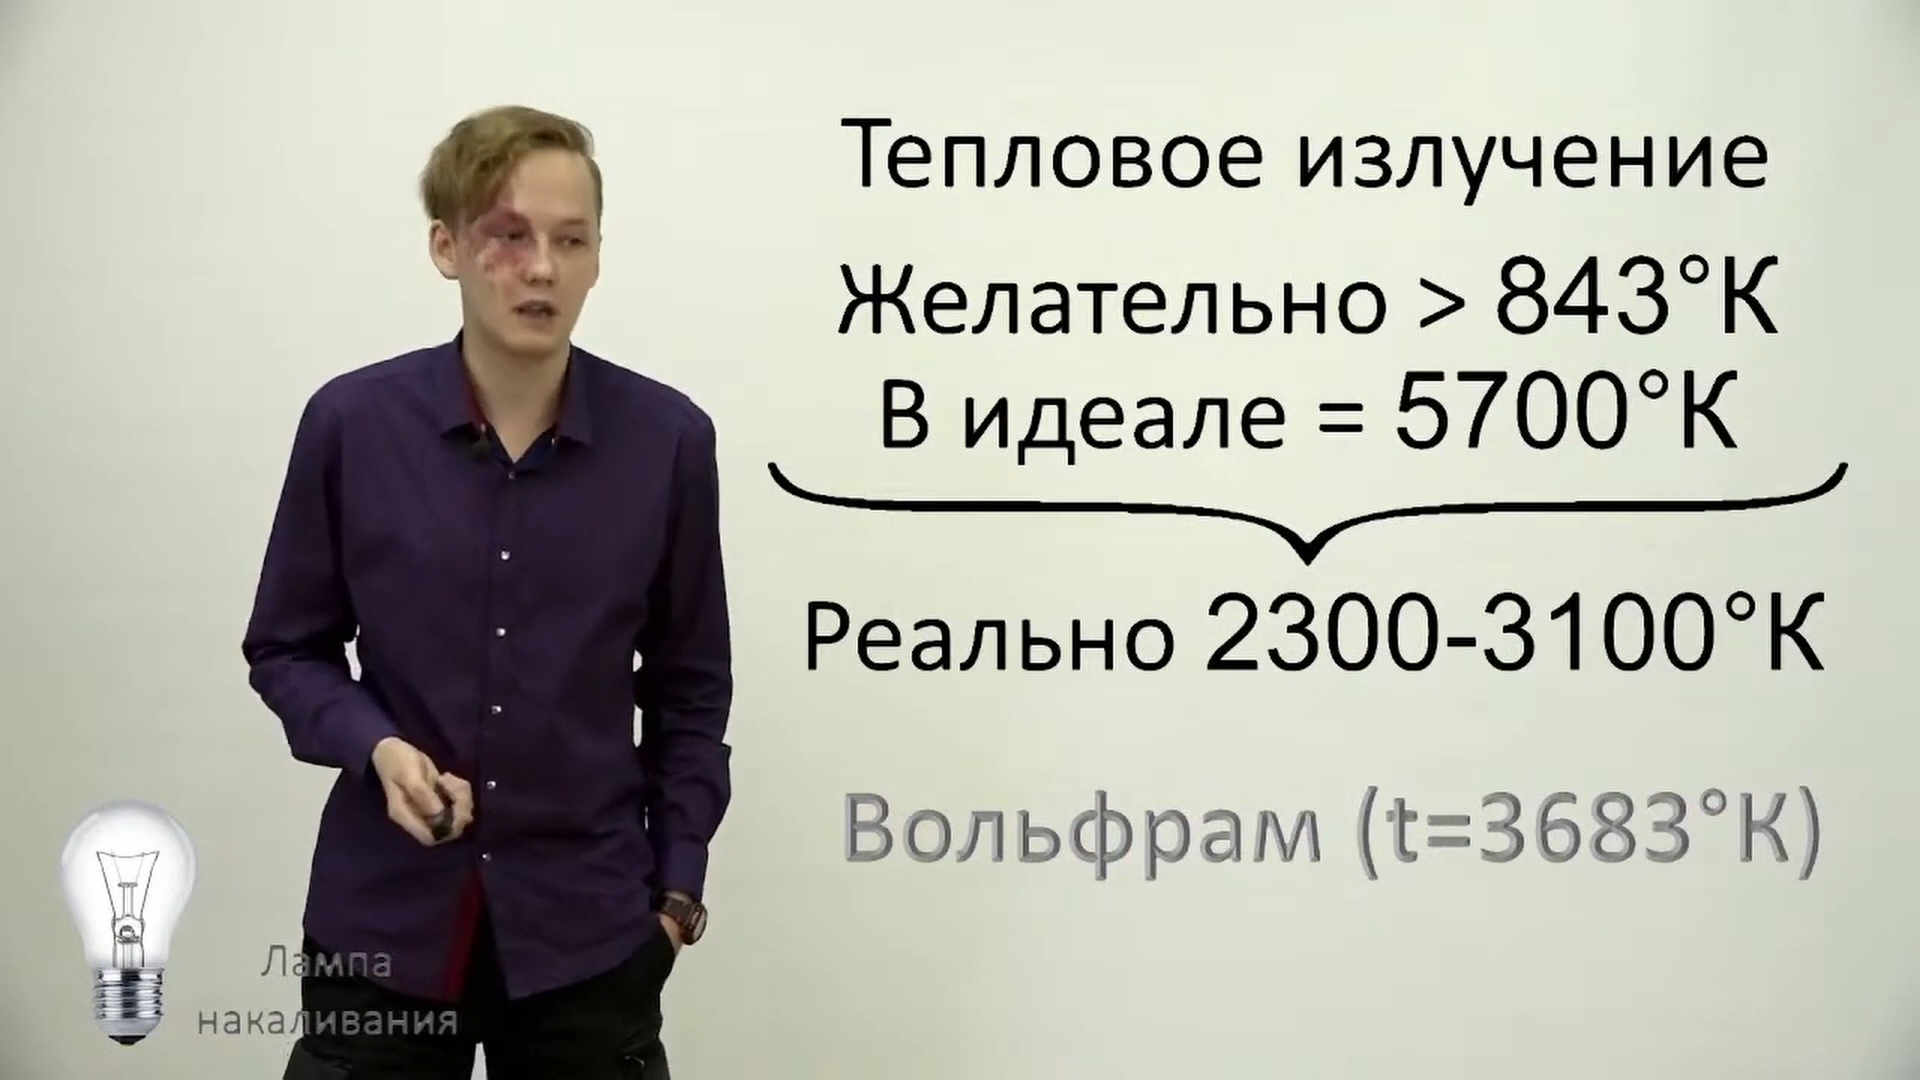 Тепловое излучение
Желательно > 843°К
В идеале = 5700°К
Реально 2300-3100°К
Вольфрам (t=3683°К)
Лампа
накаливания